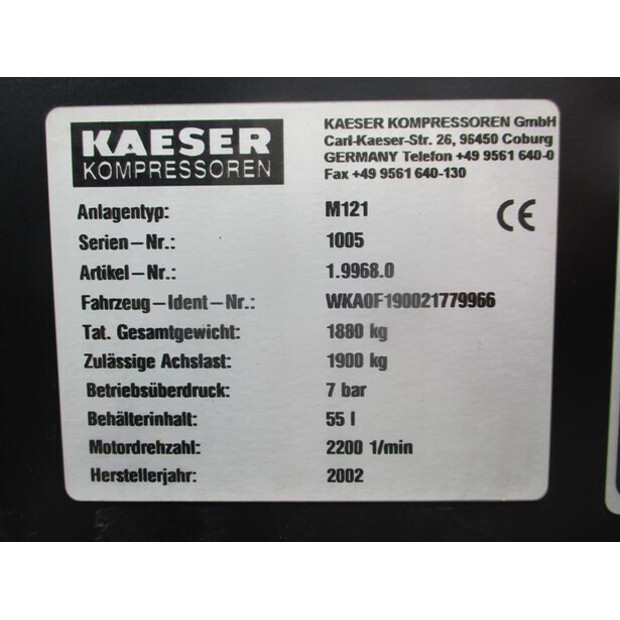 KAESER
KOMPRESSOREN
KAESER KOMPRESSOREN GmbH
Carl-Kaeser-Str. 26, 96450 Coburg
GERMANY Telefon +49 9561 640-0
Fax +49 9561 640-130
Anlagentyp: M121
CE
Serien-Nr.: 1005
Artikel-Nr.: 1.9968.0
Fahrzeug-Ident-Nr.: WKA0F190021779966
Tat. Gesamtgewicht: 1880 kg
Zulässige Achslast: 1900 kg
Betriebsüberdruck: 7 bar
Behälterinhalt: 55 l
Motordrehzahl: 2200 1/min
Herstellerjahr: 2002